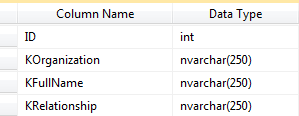 Column Name Data Type
ID int
KOrganization nvarchar(250)
KFullName nvarchar(250)
KRelationship nvarchar(250)